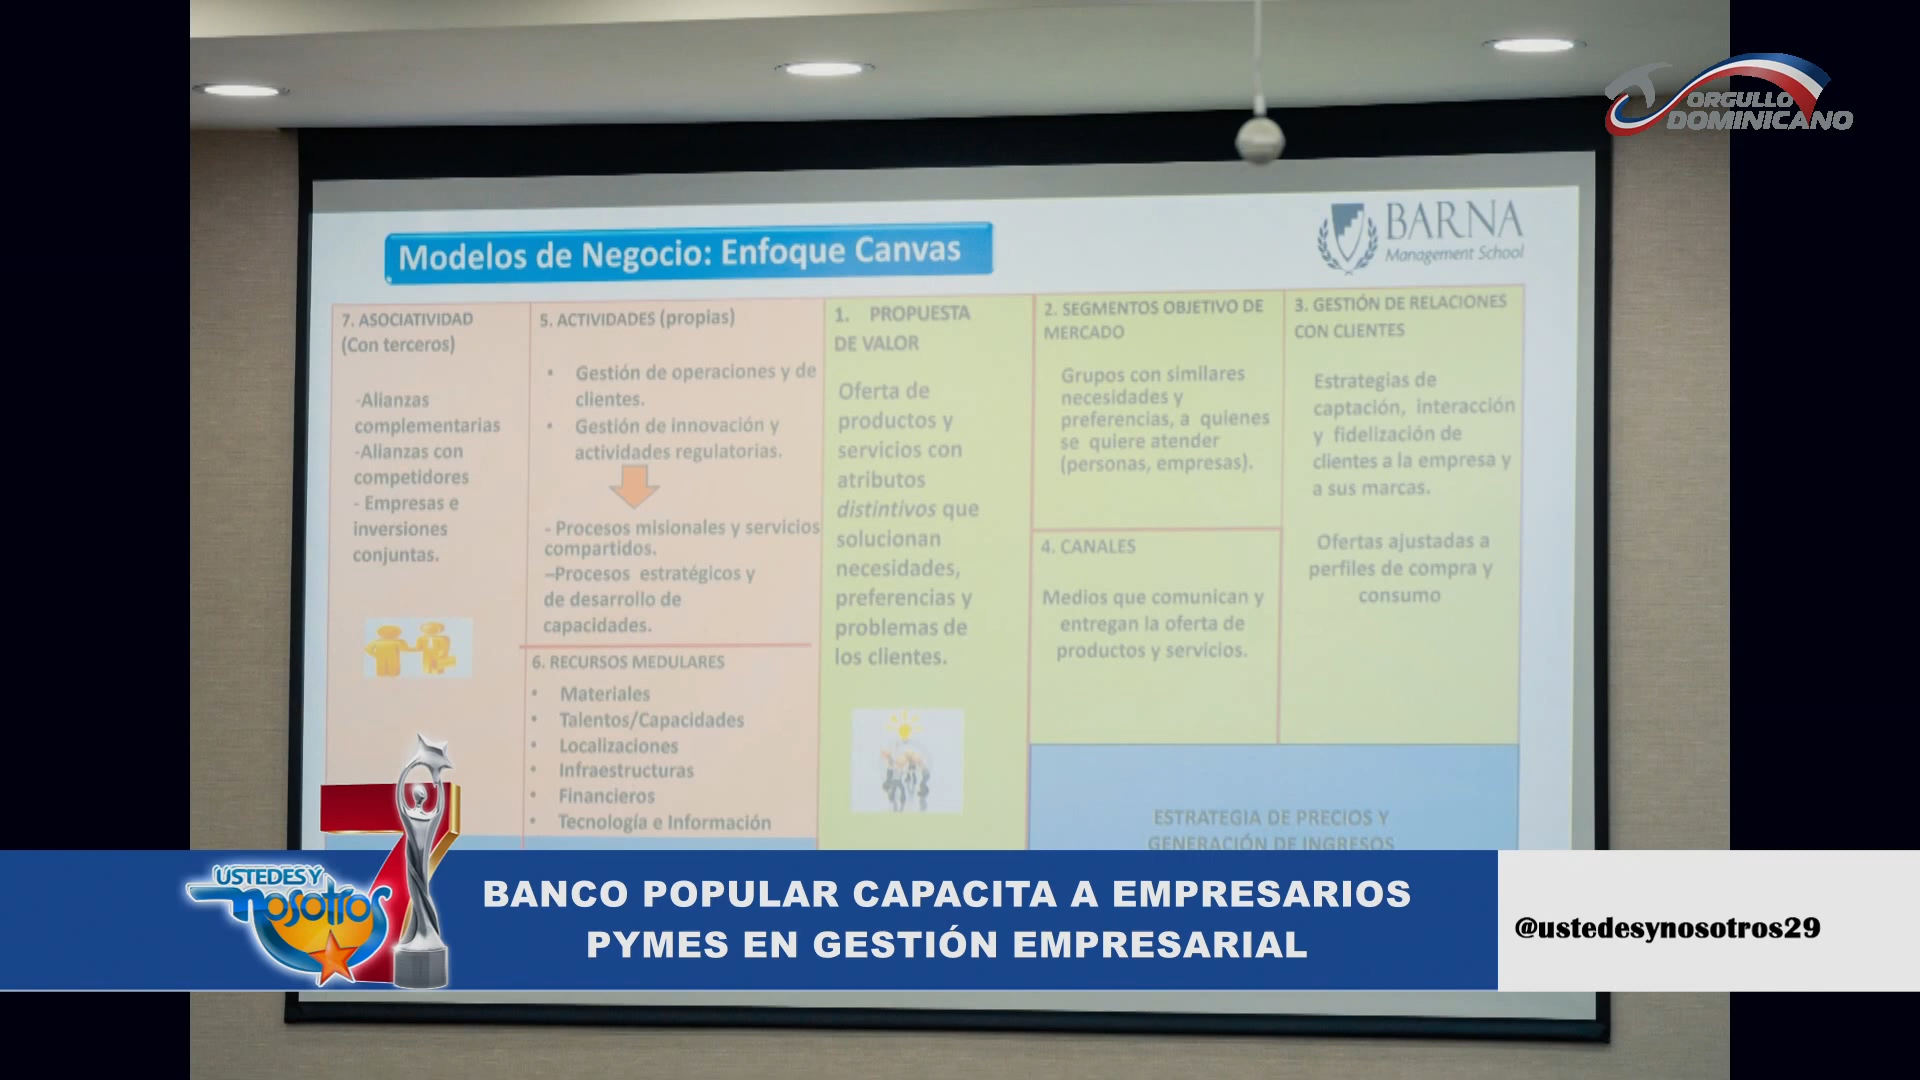 ORGULLO
DOMINICANO
BARNA
Management School
Modelos de Negocio: Enfoque Canvas
7. ASOCIATIVIDAD
(Con terceros)
-Alianzas
complementarias
-Alianzas con
competidores
- Empresas e
inversiones
conjuntas.
5. ACTIVIDADES (propias)
• Gestión de operaciones y de
clientes.
• Gestión de innovación y
actividades regulatorias.
- Procesos misionales y servicios
compartidos.
–Procesos estratégicos y
de desarrollo de
capacidades.
6. RECURSOS MEDULARES
• Materiales
• Talentos/Capacidades
• Localizaciones
• Infraestructuras
• Financieros
• Tecnología e Información
1. PROPUESTA
DE VALOR
Oferta de
productos y
servicios con
atributos
distintivos que
solucionan
necesidades,
preferencias y
problemas de
los clientes.
2. SEGMENTOS OBJETIVO DE
MERCADO
Grupos con similares
necesidades y
preferencias, a quienes
se quiere atender
(personas, empresas).
4. CANALES
Medios que comunican y
entregan la oferta de
productos y servicios.
3. GESTIÓN DE RELACIONES
CON CLIENTES
Estrategias de
captación, interacción
y fidelización de
clientes a la empresa y
a sus marcas.
Ofertas ajustadas a
perfiles de compra y
consumo
ESTRATEGIA DE PRECIOS Y
GENERACIÓN DE INGRESOS
7
USTEDES Y
nosotros
BANCO POPULAR CAPACITA A EMPRESARIOS
PYMES EN GESTIÓN EMPRESARIAL
@ustedesynosotros29